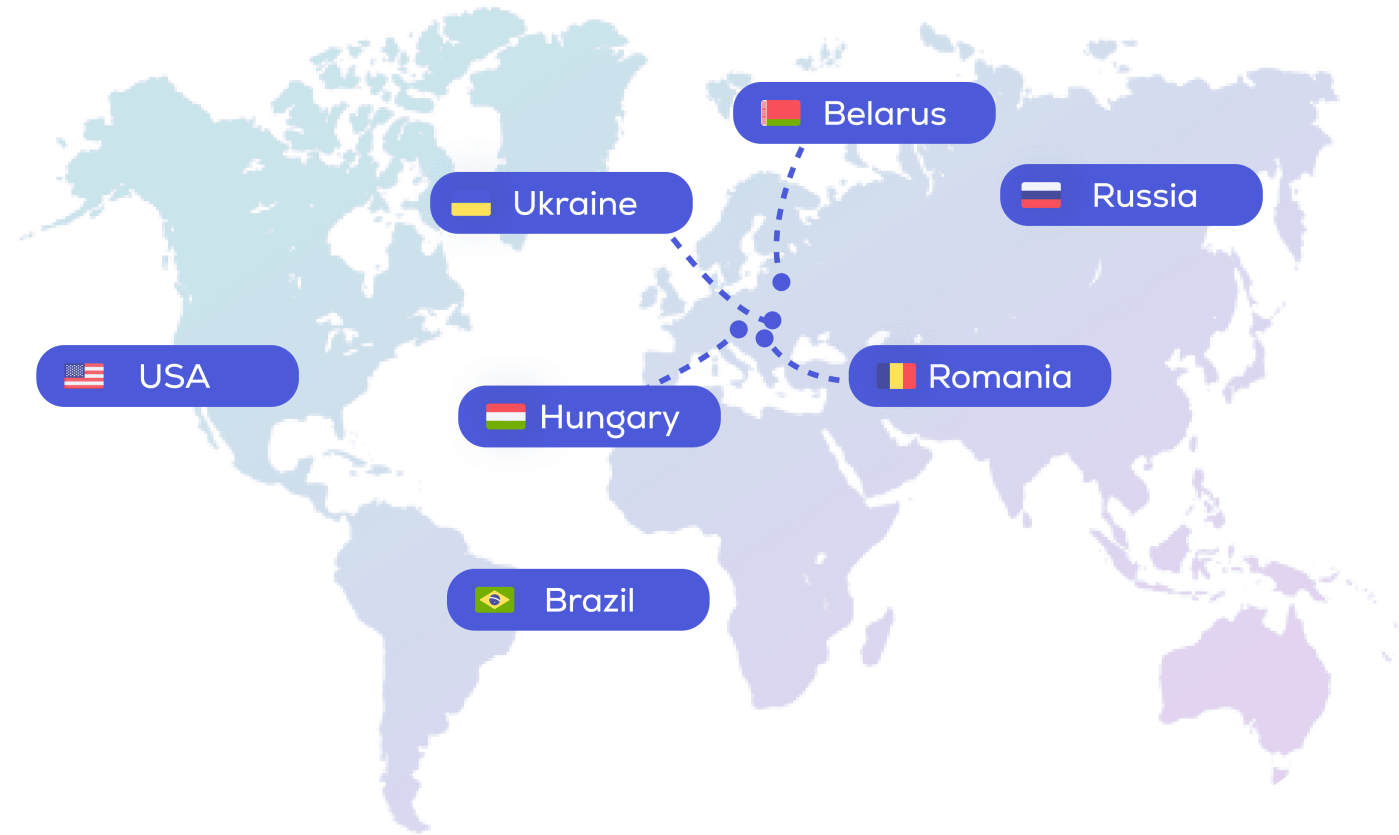 Belarus
Ukraine
Russia
USA
Hungary
Romania
Brazil